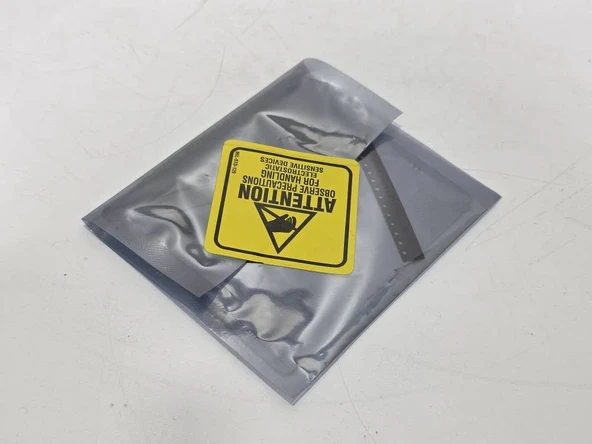 ATTENTION
OBSERVE PRECAUTIONS
FOR HANDLING
ELECTROSTATIC
SENSITIVE DEVICES